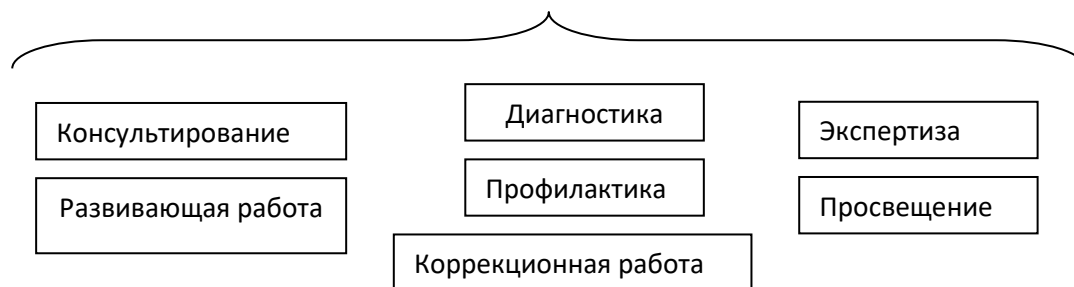 Консультирование
Диагностика
Экспертиза
Развивающая работа
Профилактика
Просвещение
Коррекционная работа